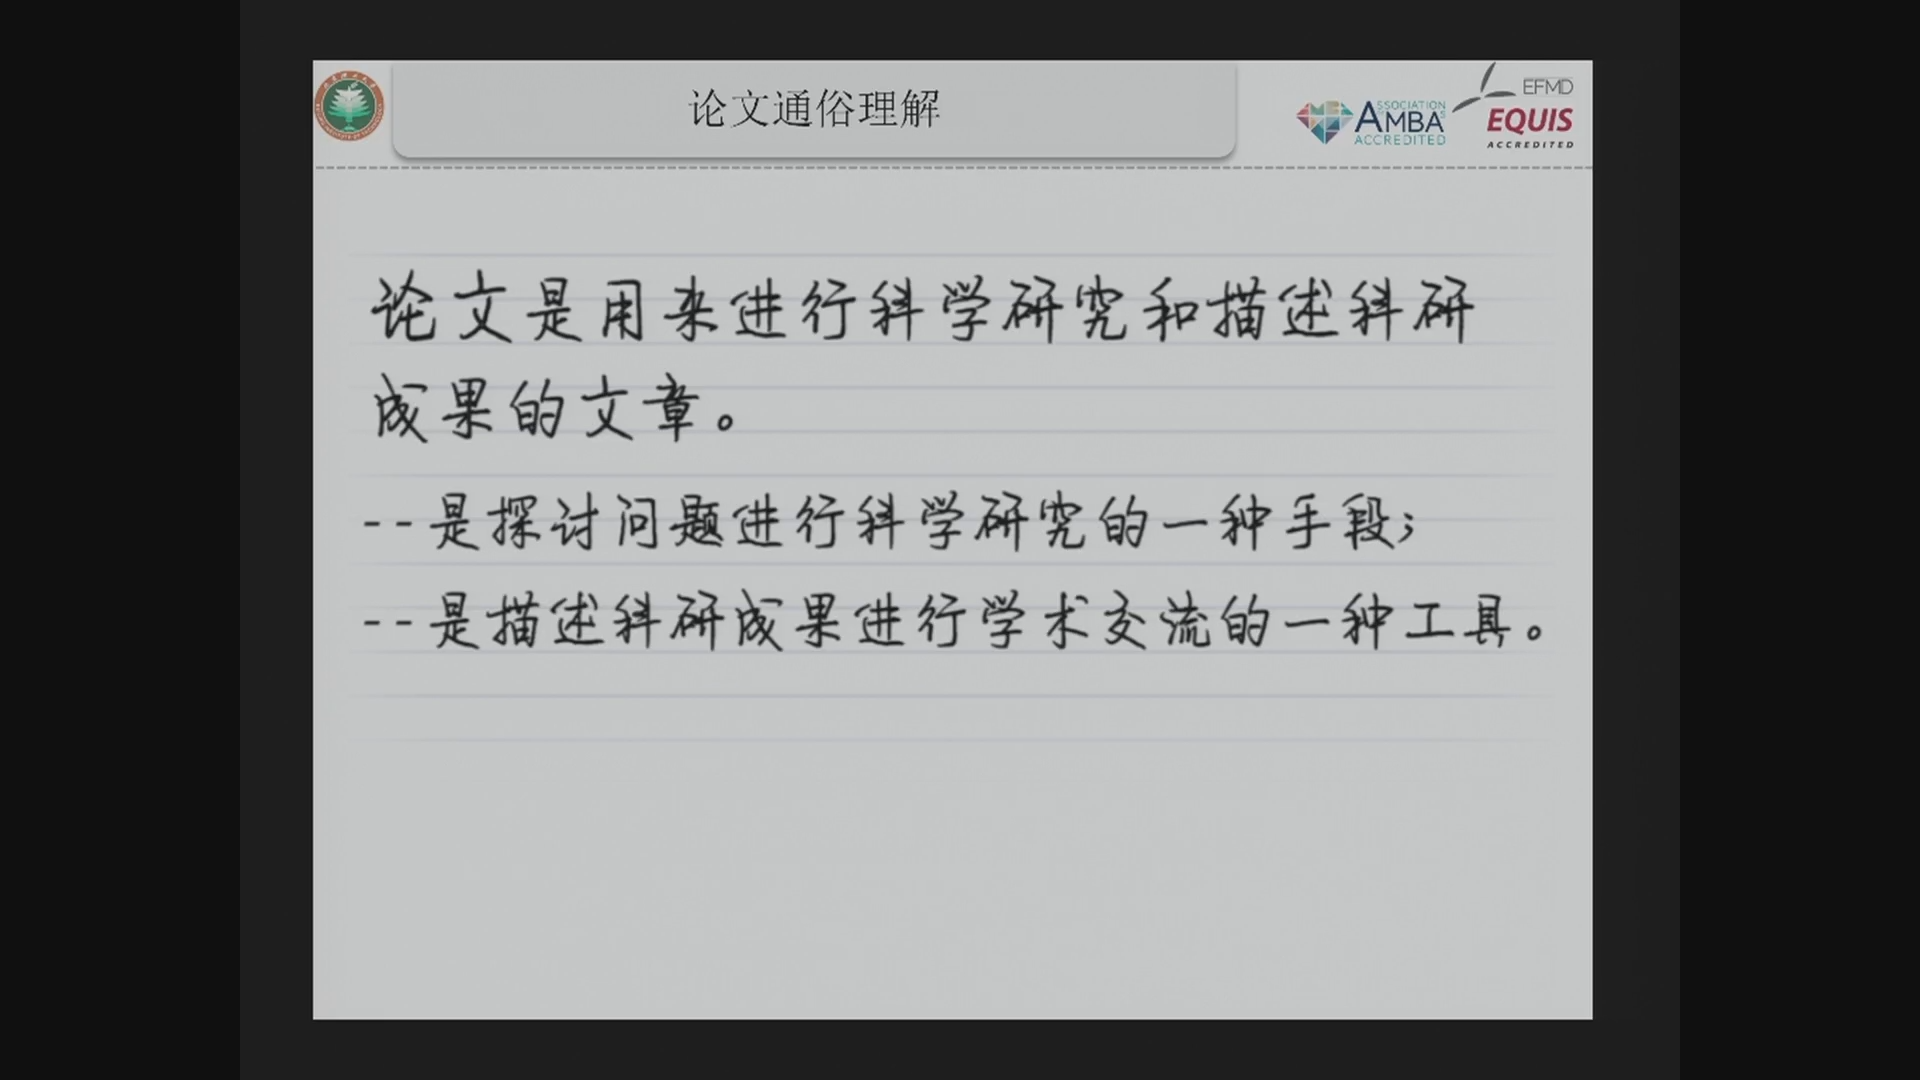 论文通俗理解
ASSOCIATION
AMBA
ACCREDITED
EFMD
EQUIS
ACCREDITED
论文是用来进行科学研究和描述科研
成果的文章。
--是探讨问题进行科学研究的一种手段;
--是描述科研成果进行学术交流的一种工具。